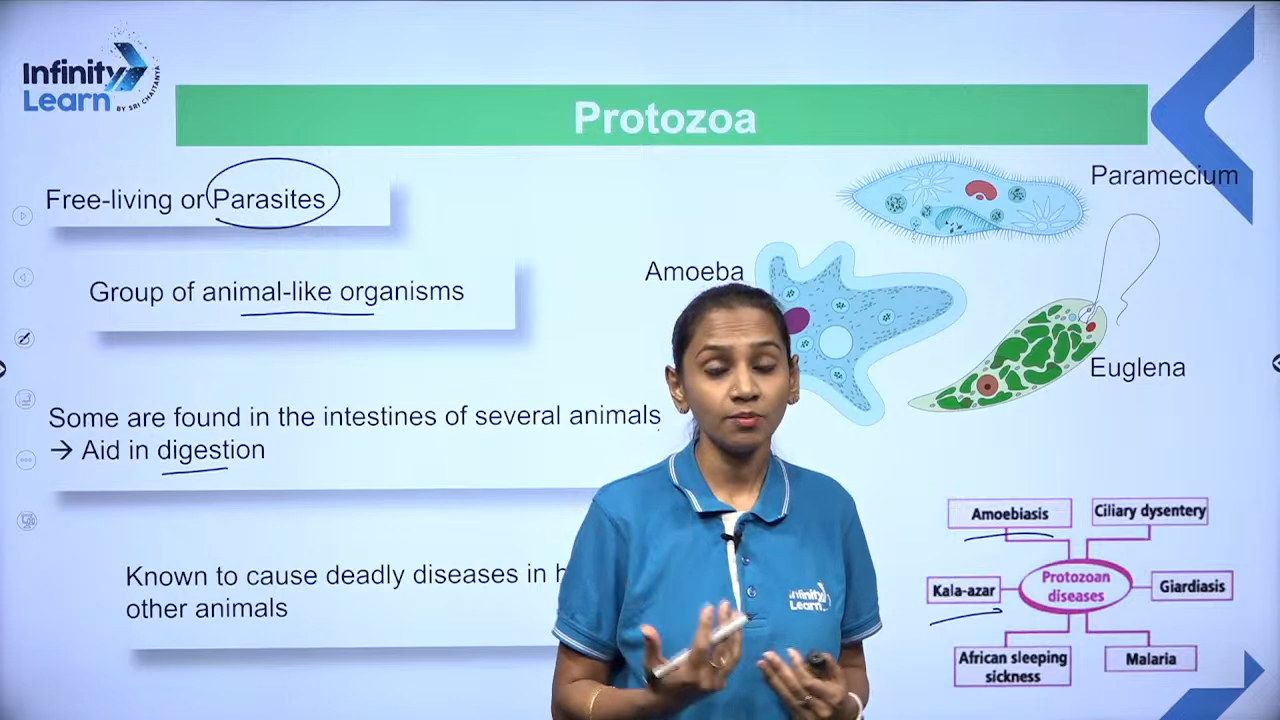 Infinity
Learn
BY SRI CHAITANYA
Protozoa
Free-living or Parasites
Paramecium
Group of animal-like organisms
Amoeba
Euglena
Some are found in the intestines of several animals
→ Aid in digestion
Known to cause deadly diseases in
other animals
Amoebiasis
Ciliary dysentery
Kala-azar
Protozoan
diseases
Giardiasis
African sleeping
sickness
Malaria
Infinity
Learn